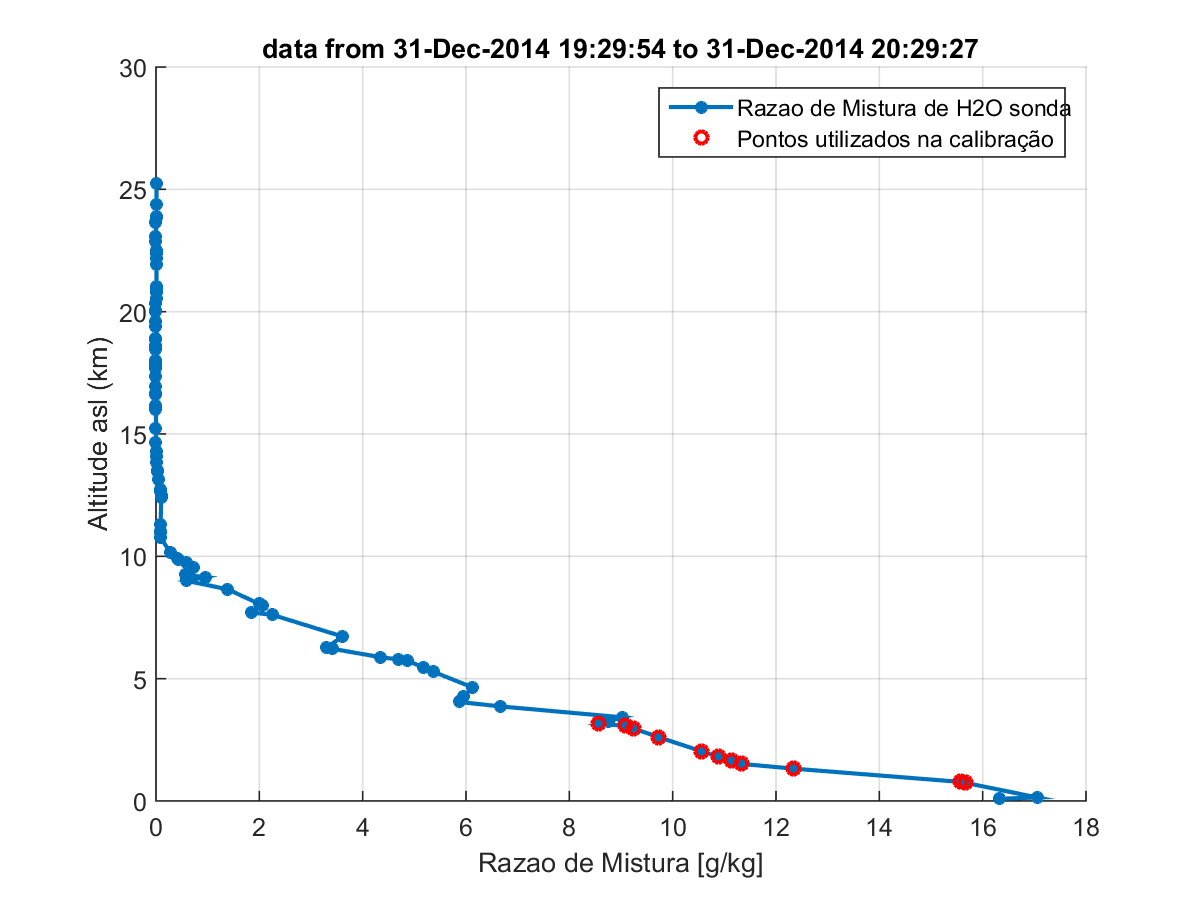 data from 31-Dec-2014 19:29:54 to 31-Dec-2014 20:29:27
30
25
20
15
10
5
0
Altitude asl (km)
Razao de Mistura de H2O sonda
Pontos utilizados na calibração
0 2 4 6 8 10 12 14 16 18
Razao de Mistura [g/kg]